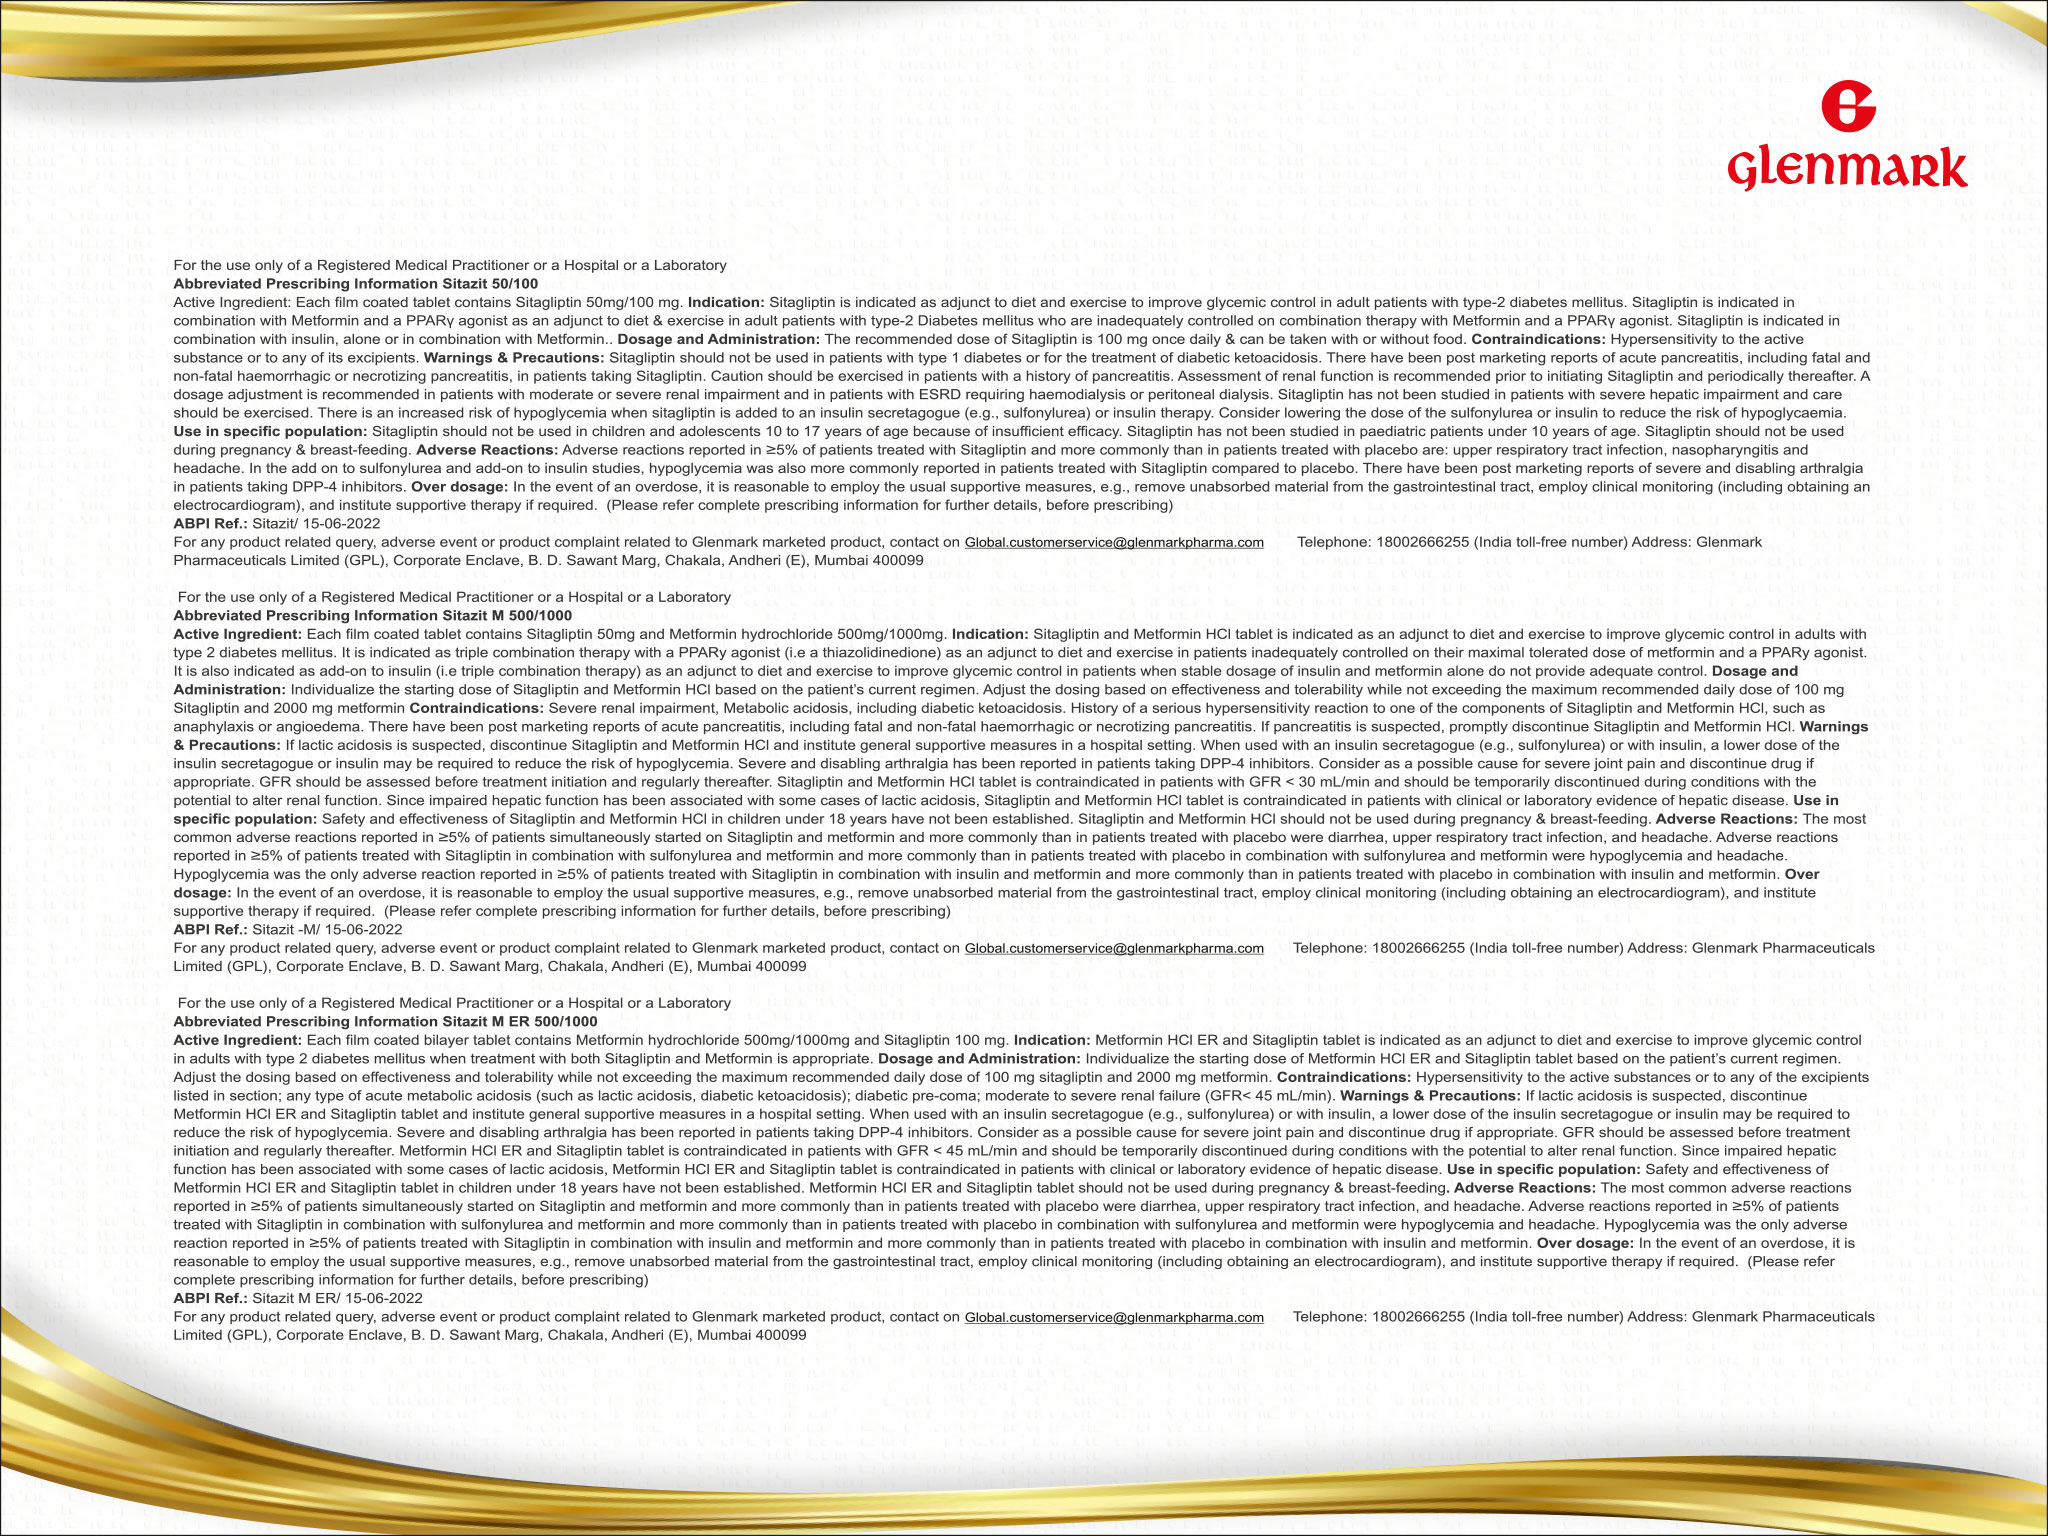 GLENMARK
For the use only of a Registered Medical Practitioner or a Hospital or a Laboratory
Abbreviated Prescribing Information Sitazit 50/100
Active Ingredient: Each film coated tablet contains Sitagliptin 50mg/100 mg. Indication: Sitagliptin is indicated as adjunct to diet and exercise to improve glycemic control in adult patients with type-2 diabetes mellitus. Sitagliptin is indicated in
combination with Metformin and a PPARγ agonist as an adjunct to diet & exercise in adult patients with type-2 Diabetes mellitus who are inadequately controlled on combination therapy with Metformin and a PPARγ agonist. Sitagliptin is indicated in
combination with insulin, alone or in combination with Metformin.. Dosage and Administration: The recommended dose of Sitagliptin is 100 mg once daily & can be taken with or without food. Contraindications: Hypersensitivity to the active
substance or to any of its excipients. Warnings & Precautions: Sitagliptin should not be used in patients with type 1 diabetes or for the treatment of diabetic ketoacidosis. There have been post marketing reports of acute pancreatitis, including fatal and
non-fatal haemorrhagic or necrotizing pancreatitis, in patients taking Sitagliptin. Caution should be exercised in patients with a history of pancreatitis. Assessment of renal function is recommended prior to initiating Sitagliptin and periodically thereafter. A
dosage adjustment is recommended in patients with moderate or severe renal impairment and in patients with ESRD requiring haemodialysis or peritoneal dialysis. Sitagliptin has not been studied in patients with severe hepatic impairment and care
should be exercised. There is an increased risk of hypoglycemia when sitagliptin is added to an insulin secretagogue (e.g., sulfonylurea) or insulin therapy. Consider lowering the dose of the sulfonylurea or insulin to reduce the risk of hypoglycaemia.
Use in specific population: Sitagliptin should not be used in children and adolescents 10 to 17 years of age because of insufficient efficacy. Sitagliptin has not been studied in paediatric patients under 10 years of age. Sitagliptin should not be used
during pregnancy & breast-feeding. Adverse Reactions: Adverse reactions reported in ≥5% of patients treated with Sitagliptin and more commonly than in patients treated with placebo are: upper respiratory tract infection, nasopharyngitis and
headache. In the add on to sulfonylurea and add-on to insulin studies, hypoglycemia was also more commonly reported in patients treated with Sitagliptin compared to placebo. There have been post marketing reports of severe and disabling arthralgia
in patients taking DPP-4 inhibitors. Over dosage: In the event of an overdose, it is reasonable to employ the usual supportive measures, e.g., remove unabsorbed material from the gastrointestinal tract, employ clinical monitoring (including obtaining an
electrocardiogram), and institute supportive therapy if required. (Please refer complete prescribing information for further details, before prescribing)
ABPI Ref.: Sitazit/ 15-06-2022
For any product related query, adverse event or product complaint related to Glenmark marketed product, contact on Global.customerservice@glenmarkpharma.com Telephone: 18002666255 (India toll-free number) Address: Glenmark
Pharmaceuticals Limited (GPL), Corporate Enclave, B. D. Sawant Marg, Chakala, Andheri (E), Mumbai 400099
For the use only of a Registered Medical Practitioner or a Hospital or a Laboratory
Abbreviated Prescribing Information Sitazit M 500/1000
Active Ingredient: Each film coated tablet contains Sitagliptin 50mg and Metformin hydrochloride 500mg/1000mg. Indication: Sitagliptin and Metformin HCl tablet is indicated as an adjunct to diet and exercise to improve glycemic control in adults with
type 2 diabetes mellitus. It is indicated as triple combination therapy with a PPARγ agonist (i.e a thiazolidinedione) as an adjunct to diet and exercise in patients inadequately controlled on their maximal tolerated dose of metformin and a PPARγ agonist.
It is also indicated as add-on to insulin (i.e triple combination therapy) as an adjunct to diet and exercise to improve glycemic control in patients when stable dosage of insulin and metformin alone do not provide adequate control. Dosage and
Administration: Individualize the starting dose of Sitagliptin and Metformin HCl based on the patient's current regimen. Adjust the dosing based on effectiveness and tolerability while not exceeding the maximum recommended daily dose of 100 mg
Sitagliptin and 2000 mg metformin Contraindications: Severe renal impairment, Metabolic acidosis, including diabetic ketoacidosis. History of a serious hypersensitivity reaction to one of the components of Sitagliptin and Metformin HCl, such as
anaphylaxis or angioedema. There have been post marketing reports of acute pancreatitis, including fatal and non-fatal haemorrhagic or necrotizing pancreatitis. If pancreatitis is suspected, promptly discontinue Sitagliptin and Metformin HCl. Warnings
& Precautions: If lactic acidosis is suspected, discontinue Sitagliptin and Metformin HCl and institute general supportive measures in a hospital setting. When used with an insulin secretagogue (e.g., sulfonylurea) or with insulin, a lower dose of the
insulin secretagogue or insulin may be required to reduce the risk of hypoglycemia. Severe and disabling arthralgia has been reported in patients taking DPP-4 inhibitors. Consider as a possible cause for severe joint pain and discontinue drug if
appropriate. GFR should be assessed before treatment initiation and regularly thereafter. Sitagliptin and Metformin HCl tablet is contraindicated in patients with GFR < 30 mL/min and should be temporarily discontinued during conditions with the
potential to alter renal function. Since impaired hepatic function has been associated with some cases of lactic acidosis, Sitagliptin and Metformin HCl tablet is contraindicated in patients with clinical or laboratory evidence of hepatic disease. Use in
specific population: Safety and effectiveness of Sitagliptin and Metformin HCl in children under 18 years have not been established. Sitagliptin and Metformin HCl should not be used during pregnancy & breast-feeding. Adverse Reactions: The most
common adverse reactions reported in ≥5% of patients simultaneously started on Sitagliptin and metformin and more commonly than in patients treated with placebo were diarrhea, upper respiratory tract infection, and headache. Adverse reactions
reported in ≥5% of patients treated with Sitagliptin in combination with sulfonylurea and metformin and more commonly than in patients treated with placebo in combination with sulfonylurea and metformin were hypoglycemia and headache.
Hypoglycemia was the only adverse reaction reported in ≥5% of patients treated with Sitagliptin in combination with insulin and metformin and more commonly than in patients treated with placebo in combination with insulin and metformin. Over
dosage: In the event of an overdose, it is reasonable to employ the usual supportive measures, e.g., remove unabsorbed material from the gastrointestinal tract, employ clinical monitoring (including obtaining an electrocardiogram), and institute
supportive therapy if required. (Please refer complete prescribing information for further details, before prescribing)
ABPI Ref.: Sitazit -M/ 15-06-2022
For any product related query, adverse event or product complaint related to Glenmark marketed product, contact on Global.customerservice@glenmarkpharma.com Telephone: 18002666255 (India toll-free number) Address: Glenmark Pharmaceuticals
Limited (GPL), Corporate Enclave, B. D. Sawant Marg, Chakala, Andheri (E), Mumbai 400099
For the use only of a Registered Medical Practitioner or a Hospital or a Laboratory
Abbreviated Prescribing Information Sitazit M ER 500/1000
Active Ingredient: Each film coated bilayer tablet contains Metformin hydrochloride 500mg/1000mg and Sitagliptin 100 mg. Indication: Metformin HCl ER and Sitagliptin tablet is indicated as an adjunct to diet and exercise to improve glycemic control
in adults with type 2 diabetes mellitus when treatment with both Sitagliptin and Metformin is appropriate. Dosage and Administration: Individualize the starting dose of Metformin HCl ER and Sitagliptin tablet based on the patient's current regimen.
Adjust the dosing based on effectiveness and tolerability while not exceeding the maximum recommended daily dose of 100 mg sitagliptin and 2000 mg metformin. Contraindications: Hypersensitivity to the active substances or to any of the excipients
listed in section; any type of acute metabolic acidosis (such as lactic acidosis, diabetic ketoacidosis); diabetic pre-coma; moderate to severe renal failure (GFR< 45 mL/min). Warnings & Precautions: If lactic acidosis is suspected, discontinue
Metformin HCl ER and Sitagliptin tablet and institute general supportive measures in a hospital setting. When used with an insulin secretagogue (e.g., sulfonylurea) or with insulin, a lower dose of the insulin secretagogue or insulin may be required to
reduce the risk of hypoglycemia. Severe and disabling arthralgia has been reported in patients taking DPP-4 inhibitors. Consider as a possible cause for severe joint pain and discontinue drug if appropriate. GFR should be assessed before treatment
initiation and regularly thereafter. Metformin HCl ER and Sitagliptin tablet is contraindicated in patients with GFR < 45 mL/min and should be temporarily discontinued during conditions with the potential to alter renal function. Since impaired hepatic
function has been associated with some cases of lactic acidosis, Metformin HCl ER and Sitagliptin tablet is contraindicated in patients with clinical or laboratory evidence of hepatic disease. Use in specific population: Safety and effectiveness of
Metformin HCl ER and Sitagliptin tablet in children under 18 years have not been established. Metformin HCl ER and Sitagliptin tablet should not be used during pregnancy & breast-feeding. Adverse Reactions: The most common adverse reactions
reported in ≥5% of patients simultaneously started on Sitagliptin and metformin and more commonly than in patients treated with placebo were diarrhea, upper respiratory tract infection, and headache. Adverse reactions reported in ≥5% of patients
treated with Sitagliptin in combination with sulfonylurea and metformin and more commonly than in patients treated with placebo in combination with sulfonylurea and metformin were hypoglycemia and headache. Hypoglycemia was the only adverse
reaction reported in ≥5% of patients treated with Sitagliptin in combination with insulin and metformin and more commonly than in patients treated with placebo in combination with insulin and metformin. Over dosage: In the event of an overdose, it is
reasonable to employ the usual supportive measures, e.g., remove unabsorbed material from the gastrointestinal tract, employ clinical monitoring (including obtaining an electrocardiogram), and institute supportive therapy if required. (Please refer
complete prescribing information for further details, before prescribing)
ABPI Ref.: Sitazit M ER/ 15-06-2022
For any product related query, adverse event or product complaint related to Glenmark marketed product, contact on Global.customerservice@glenmarkpharma.com Telephone: 18002666255 (India toll-free number) Address: Glenmark Pharmaceuticals
Limited (GPL), Corporate Enclave, B. D. Sawant Marg, Chakala, Andheri (E), Mumbai 400099